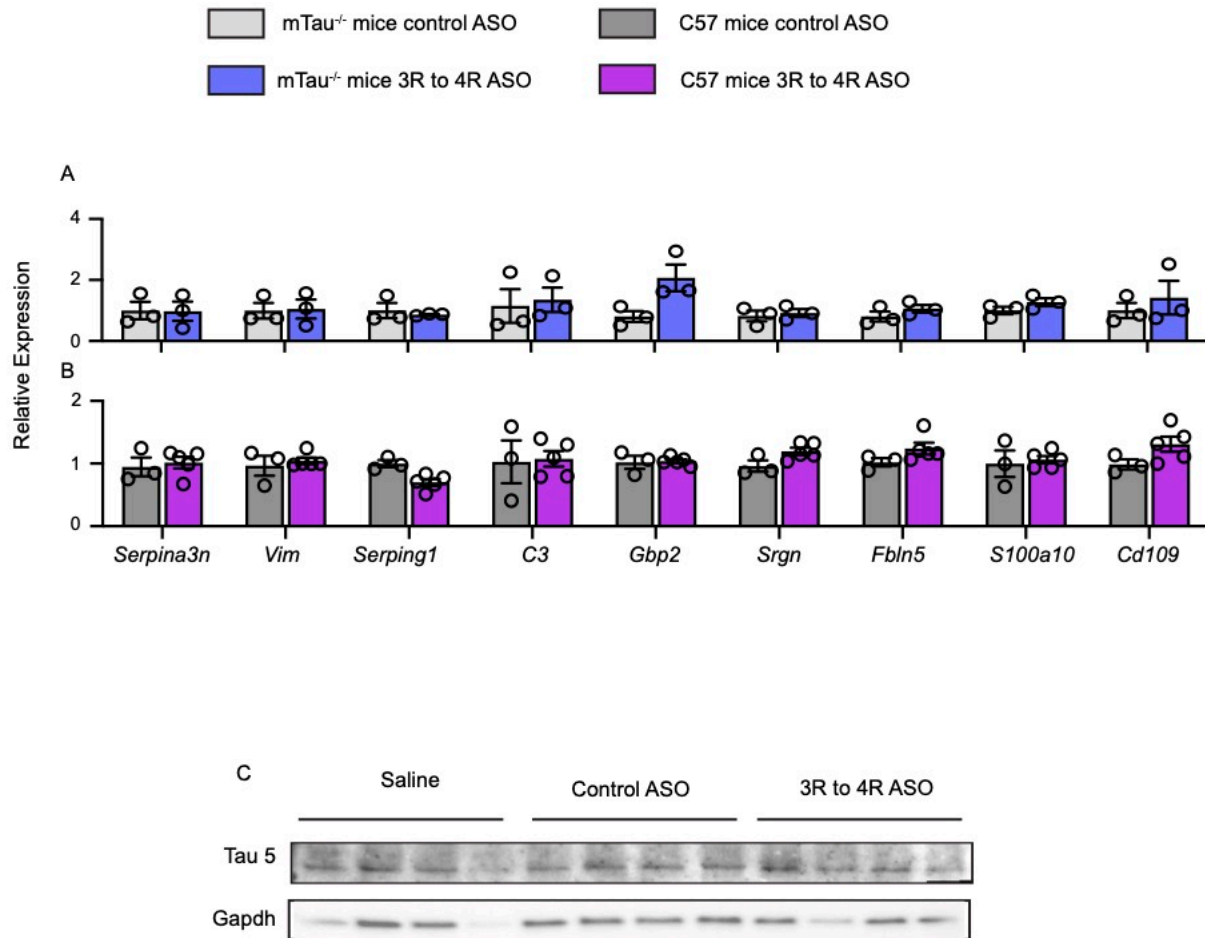 mTau-/- mice control ASO
C57 mice control ASO
mTau-/- mice 3R to 4R ASO
C57 mice 3R to 4R ASO
A
4
2
0
Relative Expression
B
2
1
0
Serpina3n Vim Serping1 C3 Gbp2 Srgn Fbln5 S100a10 Cd109
C
Saline Control ASO 3R to 4R ASO
Tau 5
Gapdh